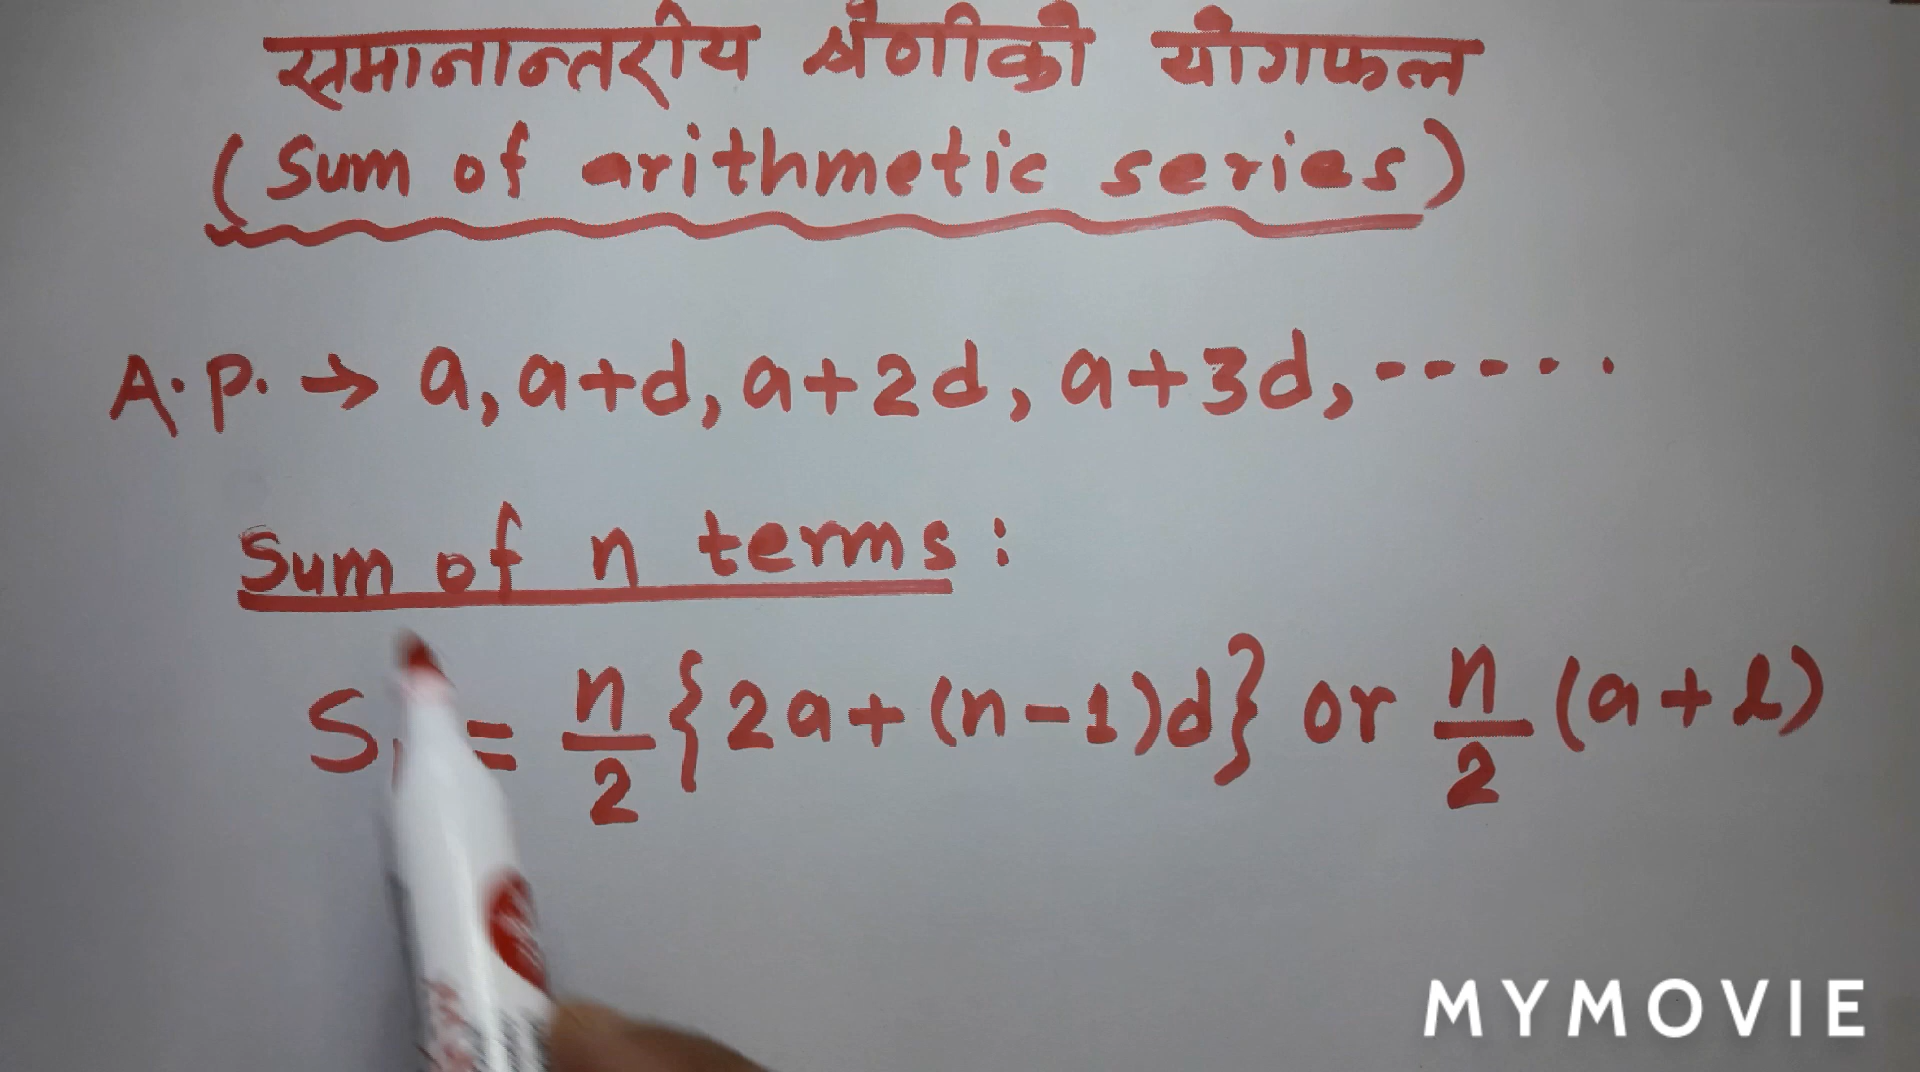 समानान्तरीय श्रेणीको योगफल
(Sum of arithmetic series)
A.P. → a, a+d, a+2d, a+3d, -----.
Sum of n terms:
S = n/2 {2a+(n-1)d} or n/2 (a+l)
MYMOVIE